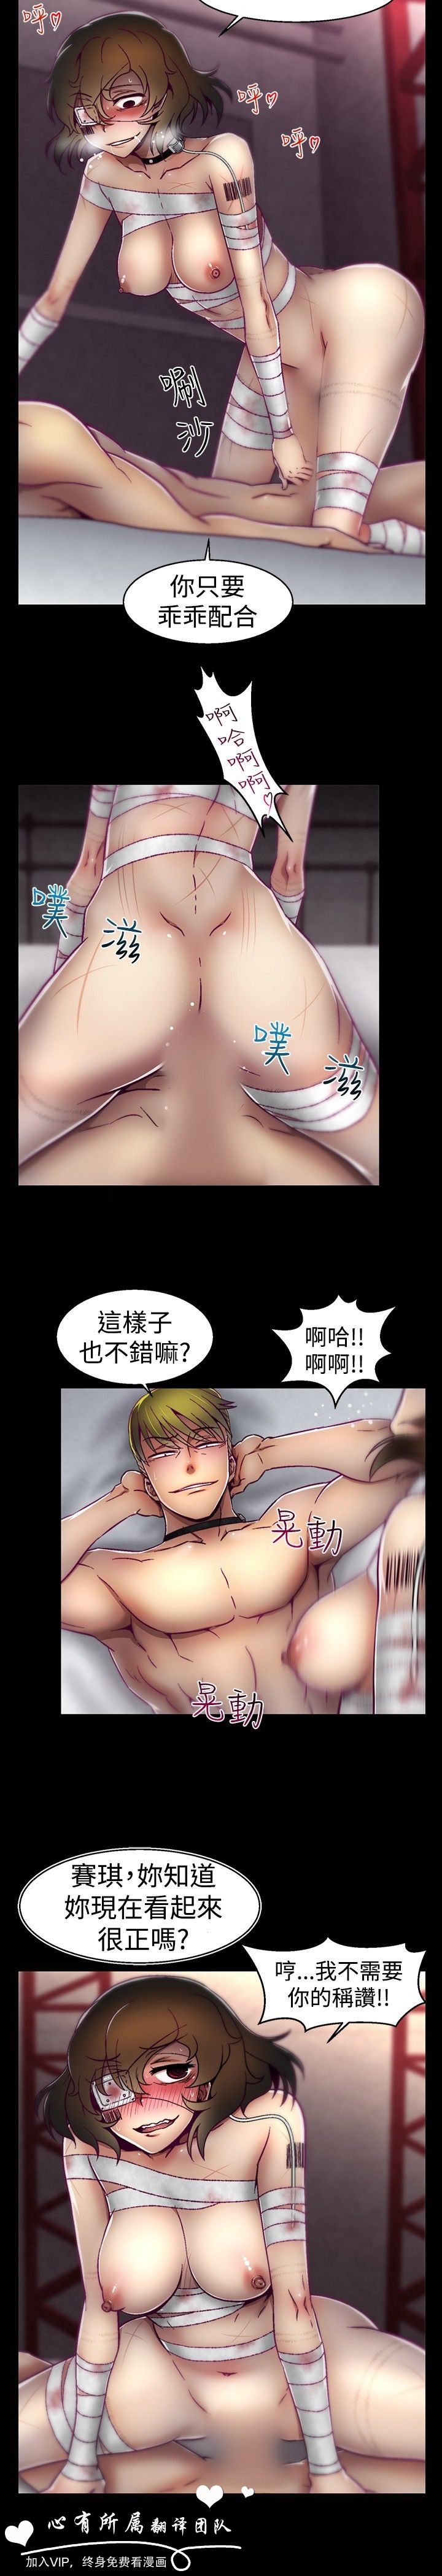 呼♡
呼♡
呼♡
唰
沙
你只要
乖乖配合
啊
哈
啊
啊♡
噗
滋
噗
滋
這樣子
也不錯嘛?
啊哈!!
啊啊!!
晃動
晃動
賽琪,妳知道
妳現在看起來
很正嗎?
哼...我不需要
你的稱讚!!
心有所属翻译团队
加入VIP，终身免费看漫画